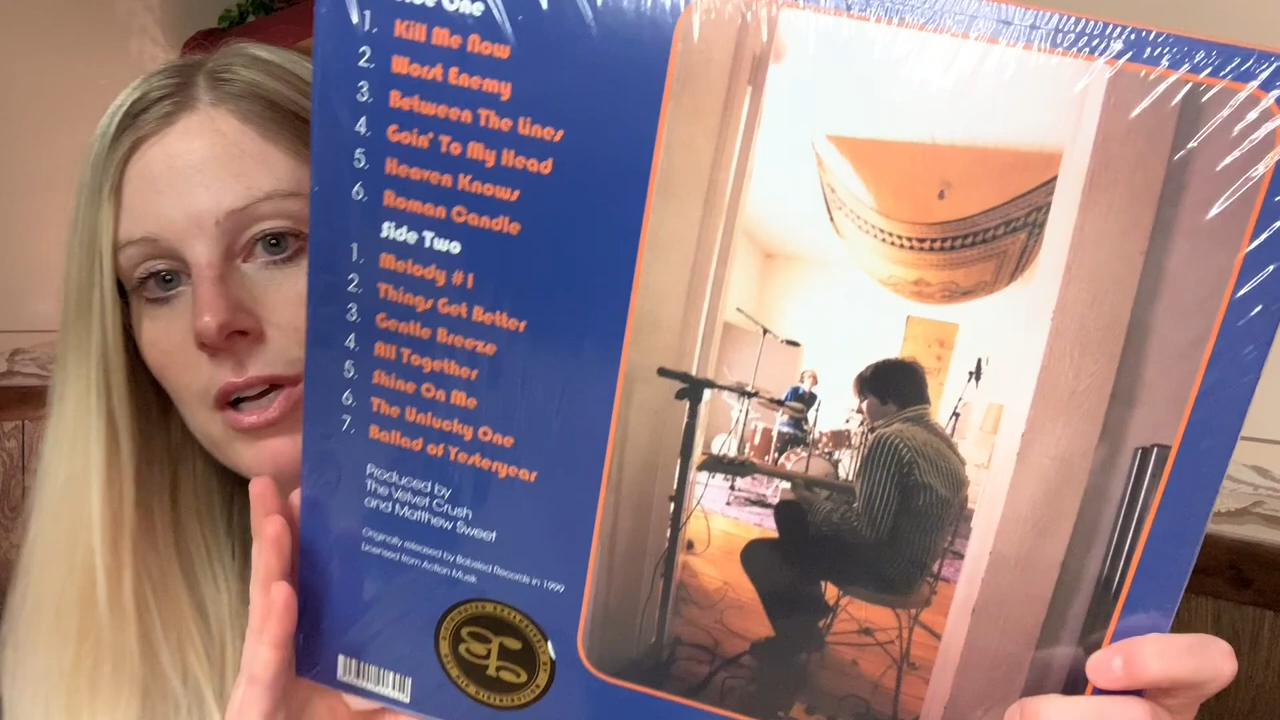 Side One
1. Kill Me Now
2. Worst Enemy
3. Between The Lines
4. Goin' To My Head
5. Heaven Knows
6. Roman Candle
Side Two
1. Melody #1
2. Things Get Better
3. Gentle Breeze
4. All Together
5. Shine On Me
6. The Unlucky One
7. Ballad of Yesteryear
Produced by
The Velvet Crush
and Matthew Sweet
Originally released by Bobsled Records in 1999
Licensed from Action Musik